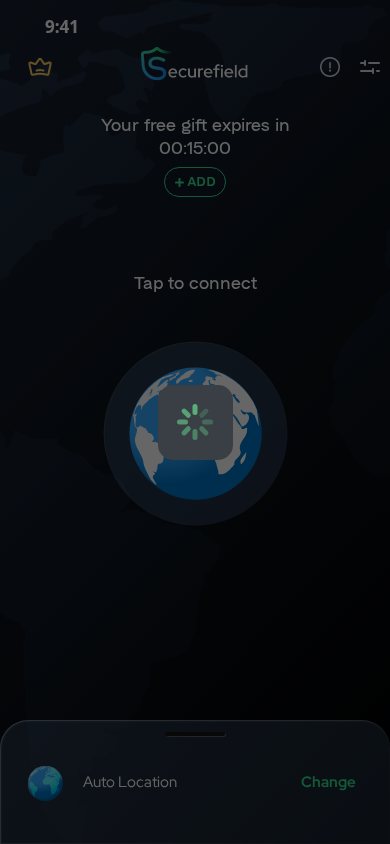 9:41
Securefield
Your free gift expires in
00:15:00
+ ADD
Tap to connect
Auto Location
Change